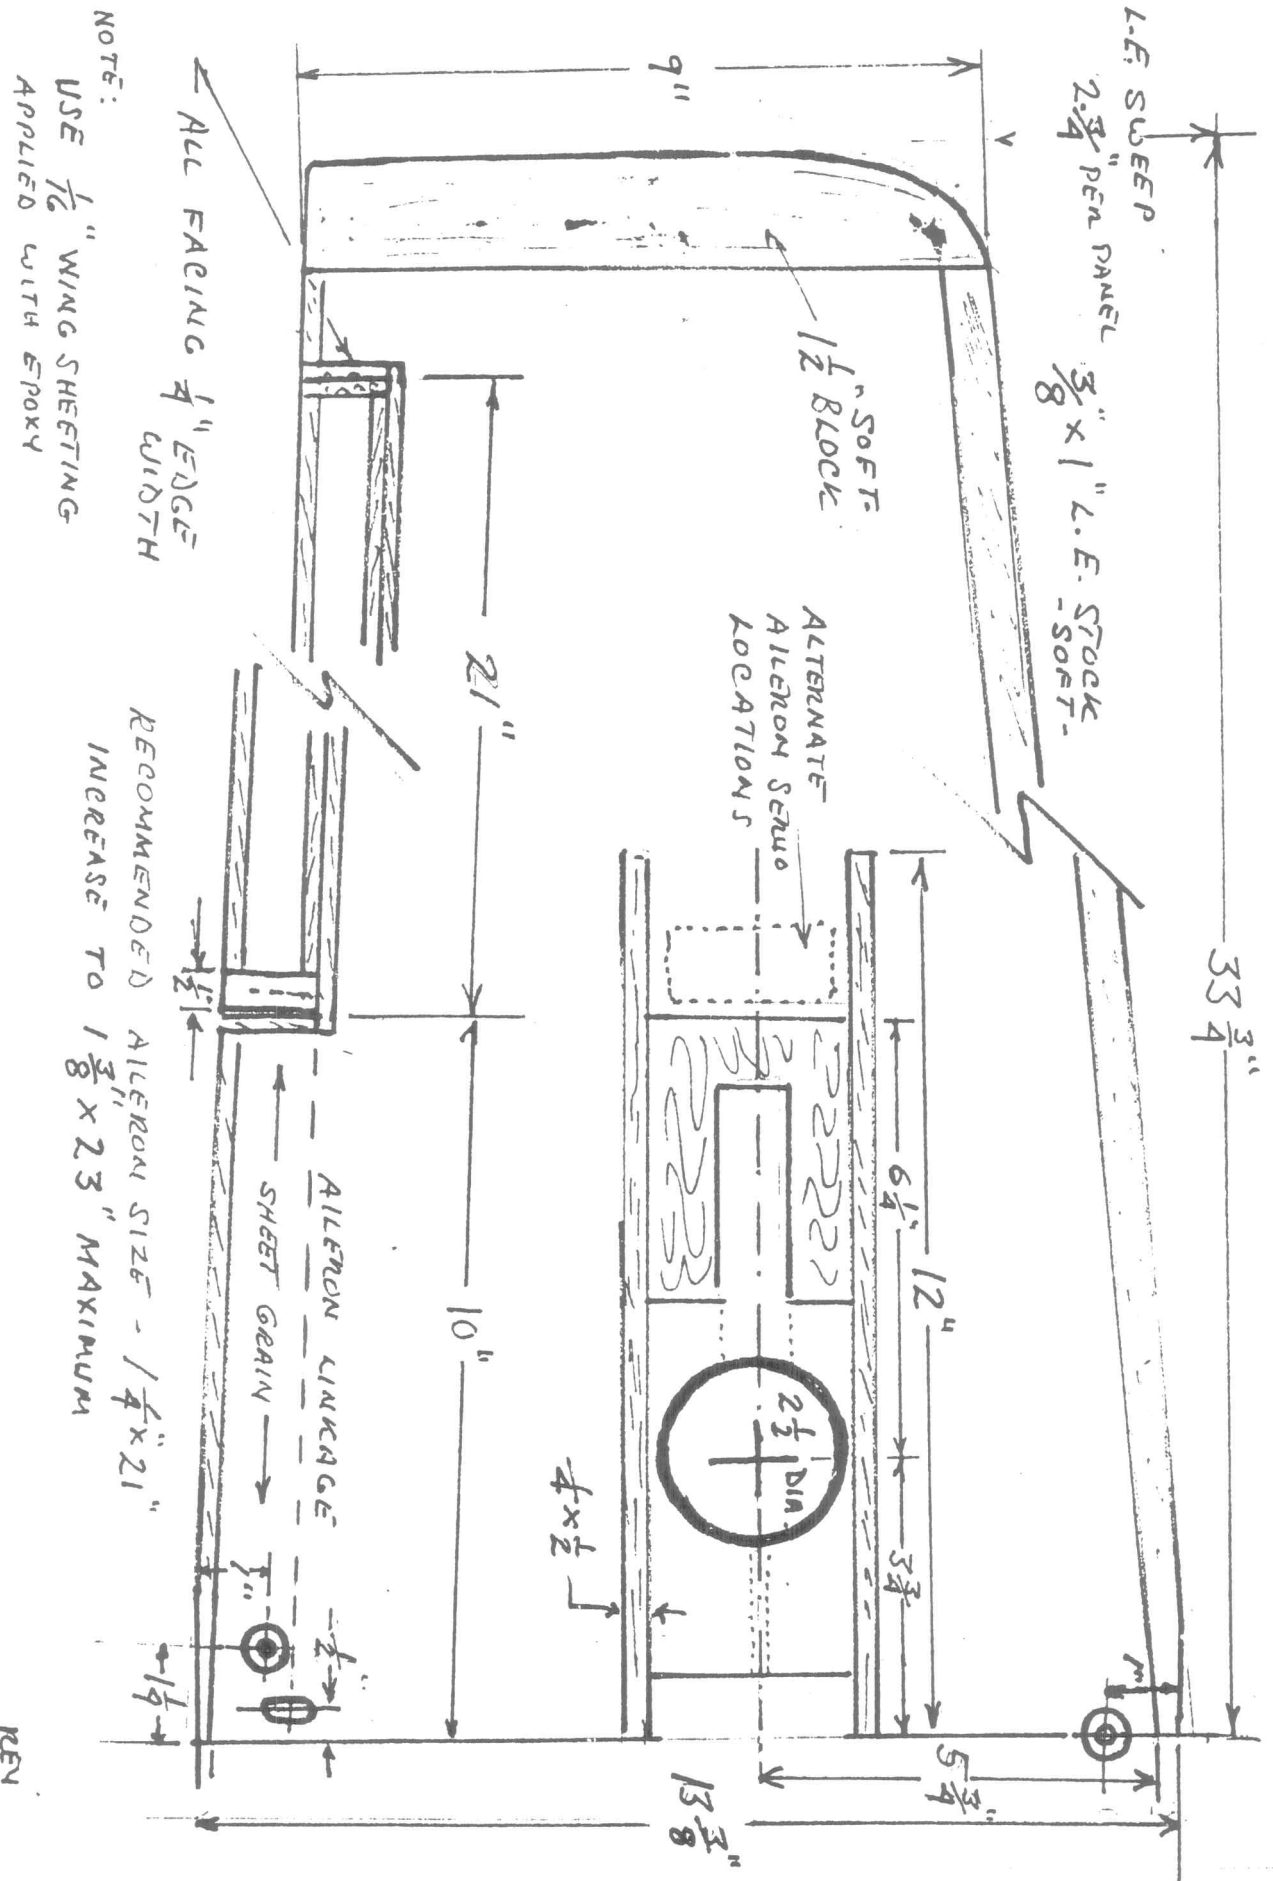 33 3/4"
L.E. SWEEP
2-3/4" PER PANEL
3/8" x 1" L.E. STOCK
-SOFT-
9"
1 1/2" SOFT
BLOCK
ALTERNATE
AILERON SERVO
LOCATIONS
12"
6 1/4"
3 3/4
2 1/2 DIA.
1"
5 3/4"
13 3/8"
21"
10"
1/2"
AILERON LINKAGE
SHEET GRAIN
1"
1/2"
ALL FACING 1/4" EDGE
WIDTH
NOTE:
USE 1/16" WING SHEETING
APPLIED WITH EPOXY
RECOMMENDED AILERON SIZE - 1 1/4" x 21"
INCREASE TO 1 3/8" x 23" MAXIMUM
KEN